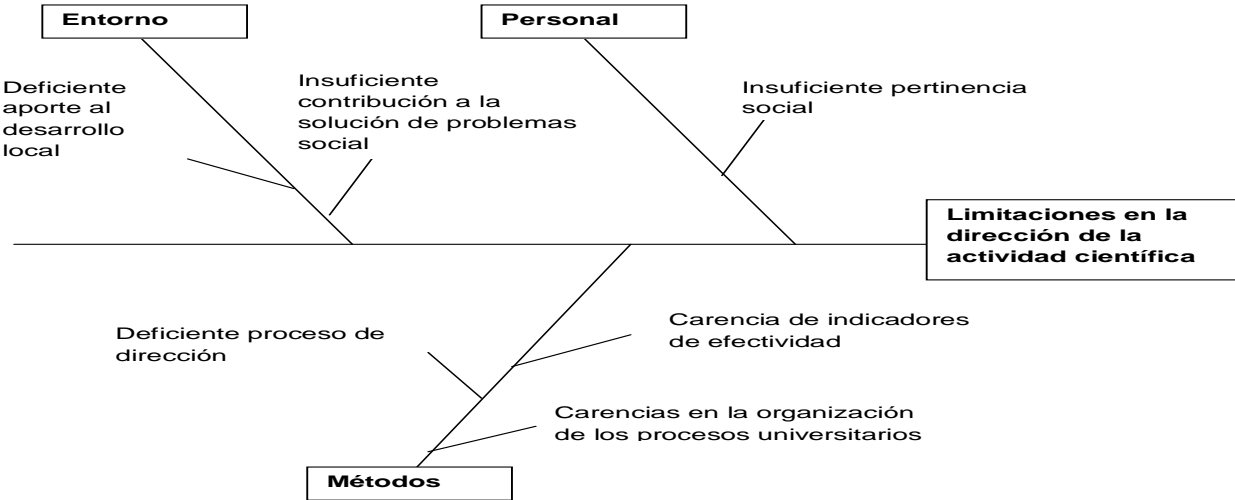 Entorno
Personal
Deficiente
aporte al
desarrollo
local
Insuficiente
contribución a la
solución de problemas
social
Insuficiente pertinencia
social
Limitaciones en la
dirección de la
actividad científica
Deficiente proceso de
dirección
Carencia de indicadores
de efectividad
Carencias en la organización
de los procesos universitarios
Métodos